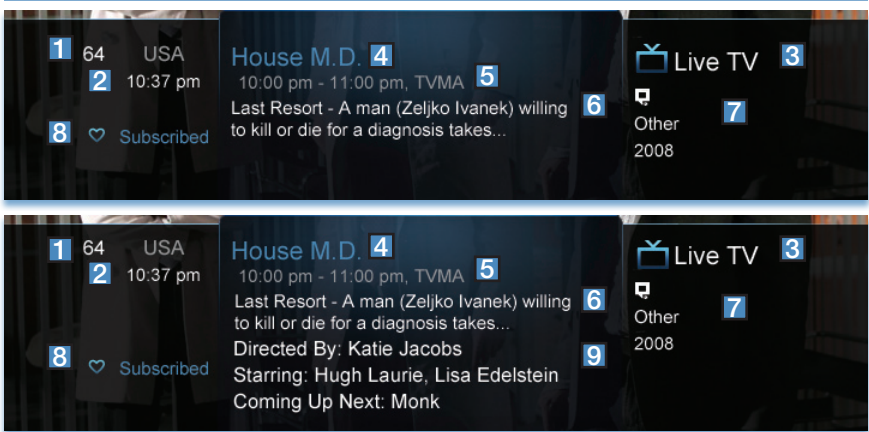 1 64 USA
2 10:37 pm
8 Subscribed
House M.D. 4
10:00 pm - 11:00 pm, TVMA 5
Last Resort - A man (Zeljko Ivanek) willing 6
to kill or die for a diagnosis takes...
Live TV 3
Other 7
2008
1 64 USA
2 10:37 pm
8 Subscribed
House M.D. 4
10:00 pm - 11:00 pm, TVMA 5
Last Resort - A man (Zeljko Ivanek) willing 6
to kill or die for a diagnosis takes...
Directed By: Katie Jacobs 9
Starring: Hugh Laurie, Lisa Edelstein
Coming Up Next: Monk
Live TV 3
Other 7
2008